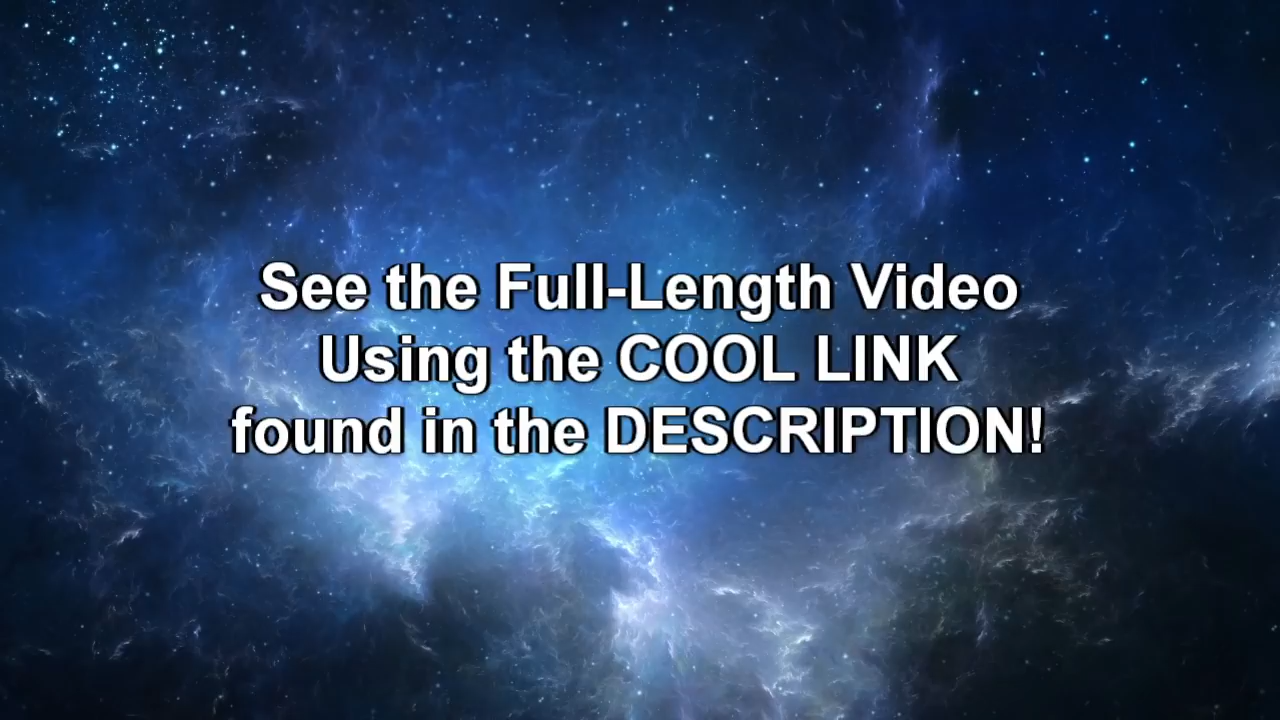 See the Full-Length Video
Using the COOL LINK
found in the DESCRIPTION!